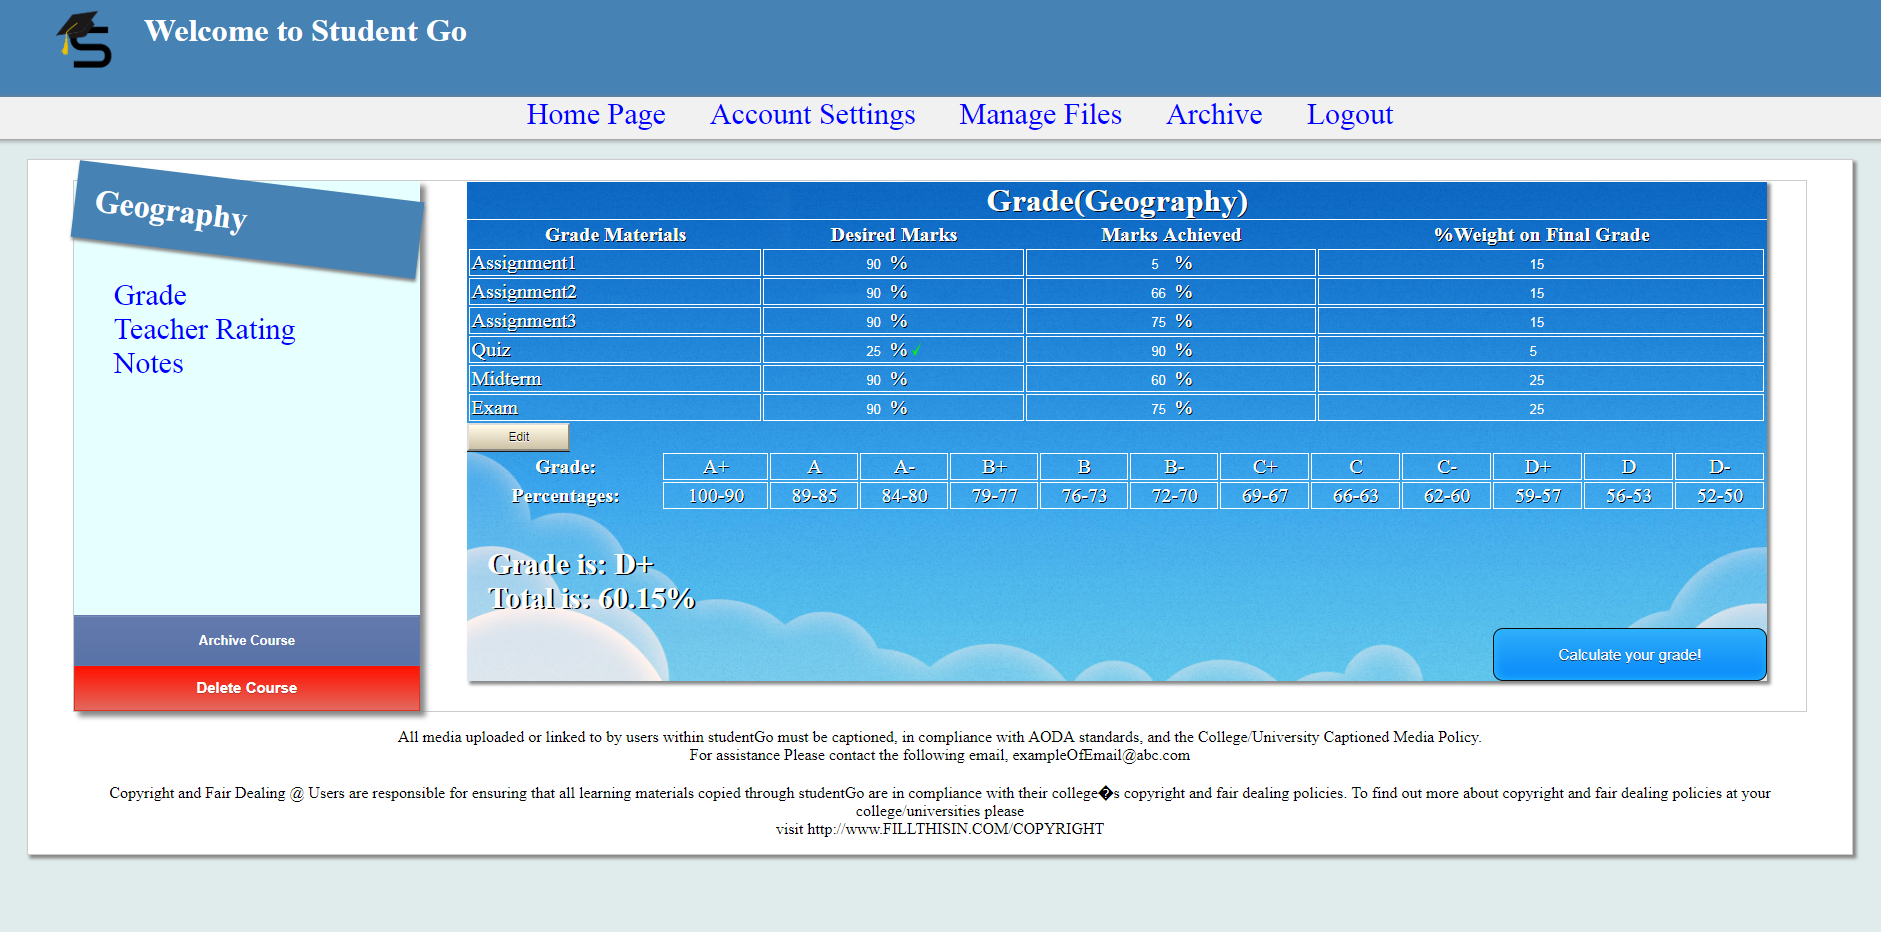 Welcome to Student Go
Home Page Account Settings Manage Files Archive Logout
Geography
Grade
Teacher Rating
Notes
Archive Course
Delete Course
Grade(Geography)
Grade Materials Desired Marks Marks Achieved %Weight on Final Grade
Assignment1 90 % 5 % 15
Assignment2 90 % 66 % 15
Assignment3 90 % 75 % 15
Quiz 25 %✓ 90 % 5
Midterm 90 % 60 % 25
Exam 90 % 75 % 25
Edit
Grade: A+ A A- B+ B B- C+ C C- D+ D D-
Percentages: 100-90 89-85 84-80 79-77 76-73 72-70 69-67 66-63 62-60 59-57 56-53 52-50
Grade is: D+
Total is: 60.15%
Calculate your grade!
All media uploaded or linked to by users within studentGo must be captioned, in compliance with AODA standards, and the College/University Captioned Media Policy.
For assistance Please contact the following email, exampleOfEmail@abc.com
Copyright and Fair Dealing @ Users are responsible for ensuring that all learning materials copied through studentGo are in compliance with their college�s copyright and fair dealing policies. To find out more about copyright and fair dealing policies at your
college/universities please
visit http://www.FILLTHISIN.COM/COPYRIGHT